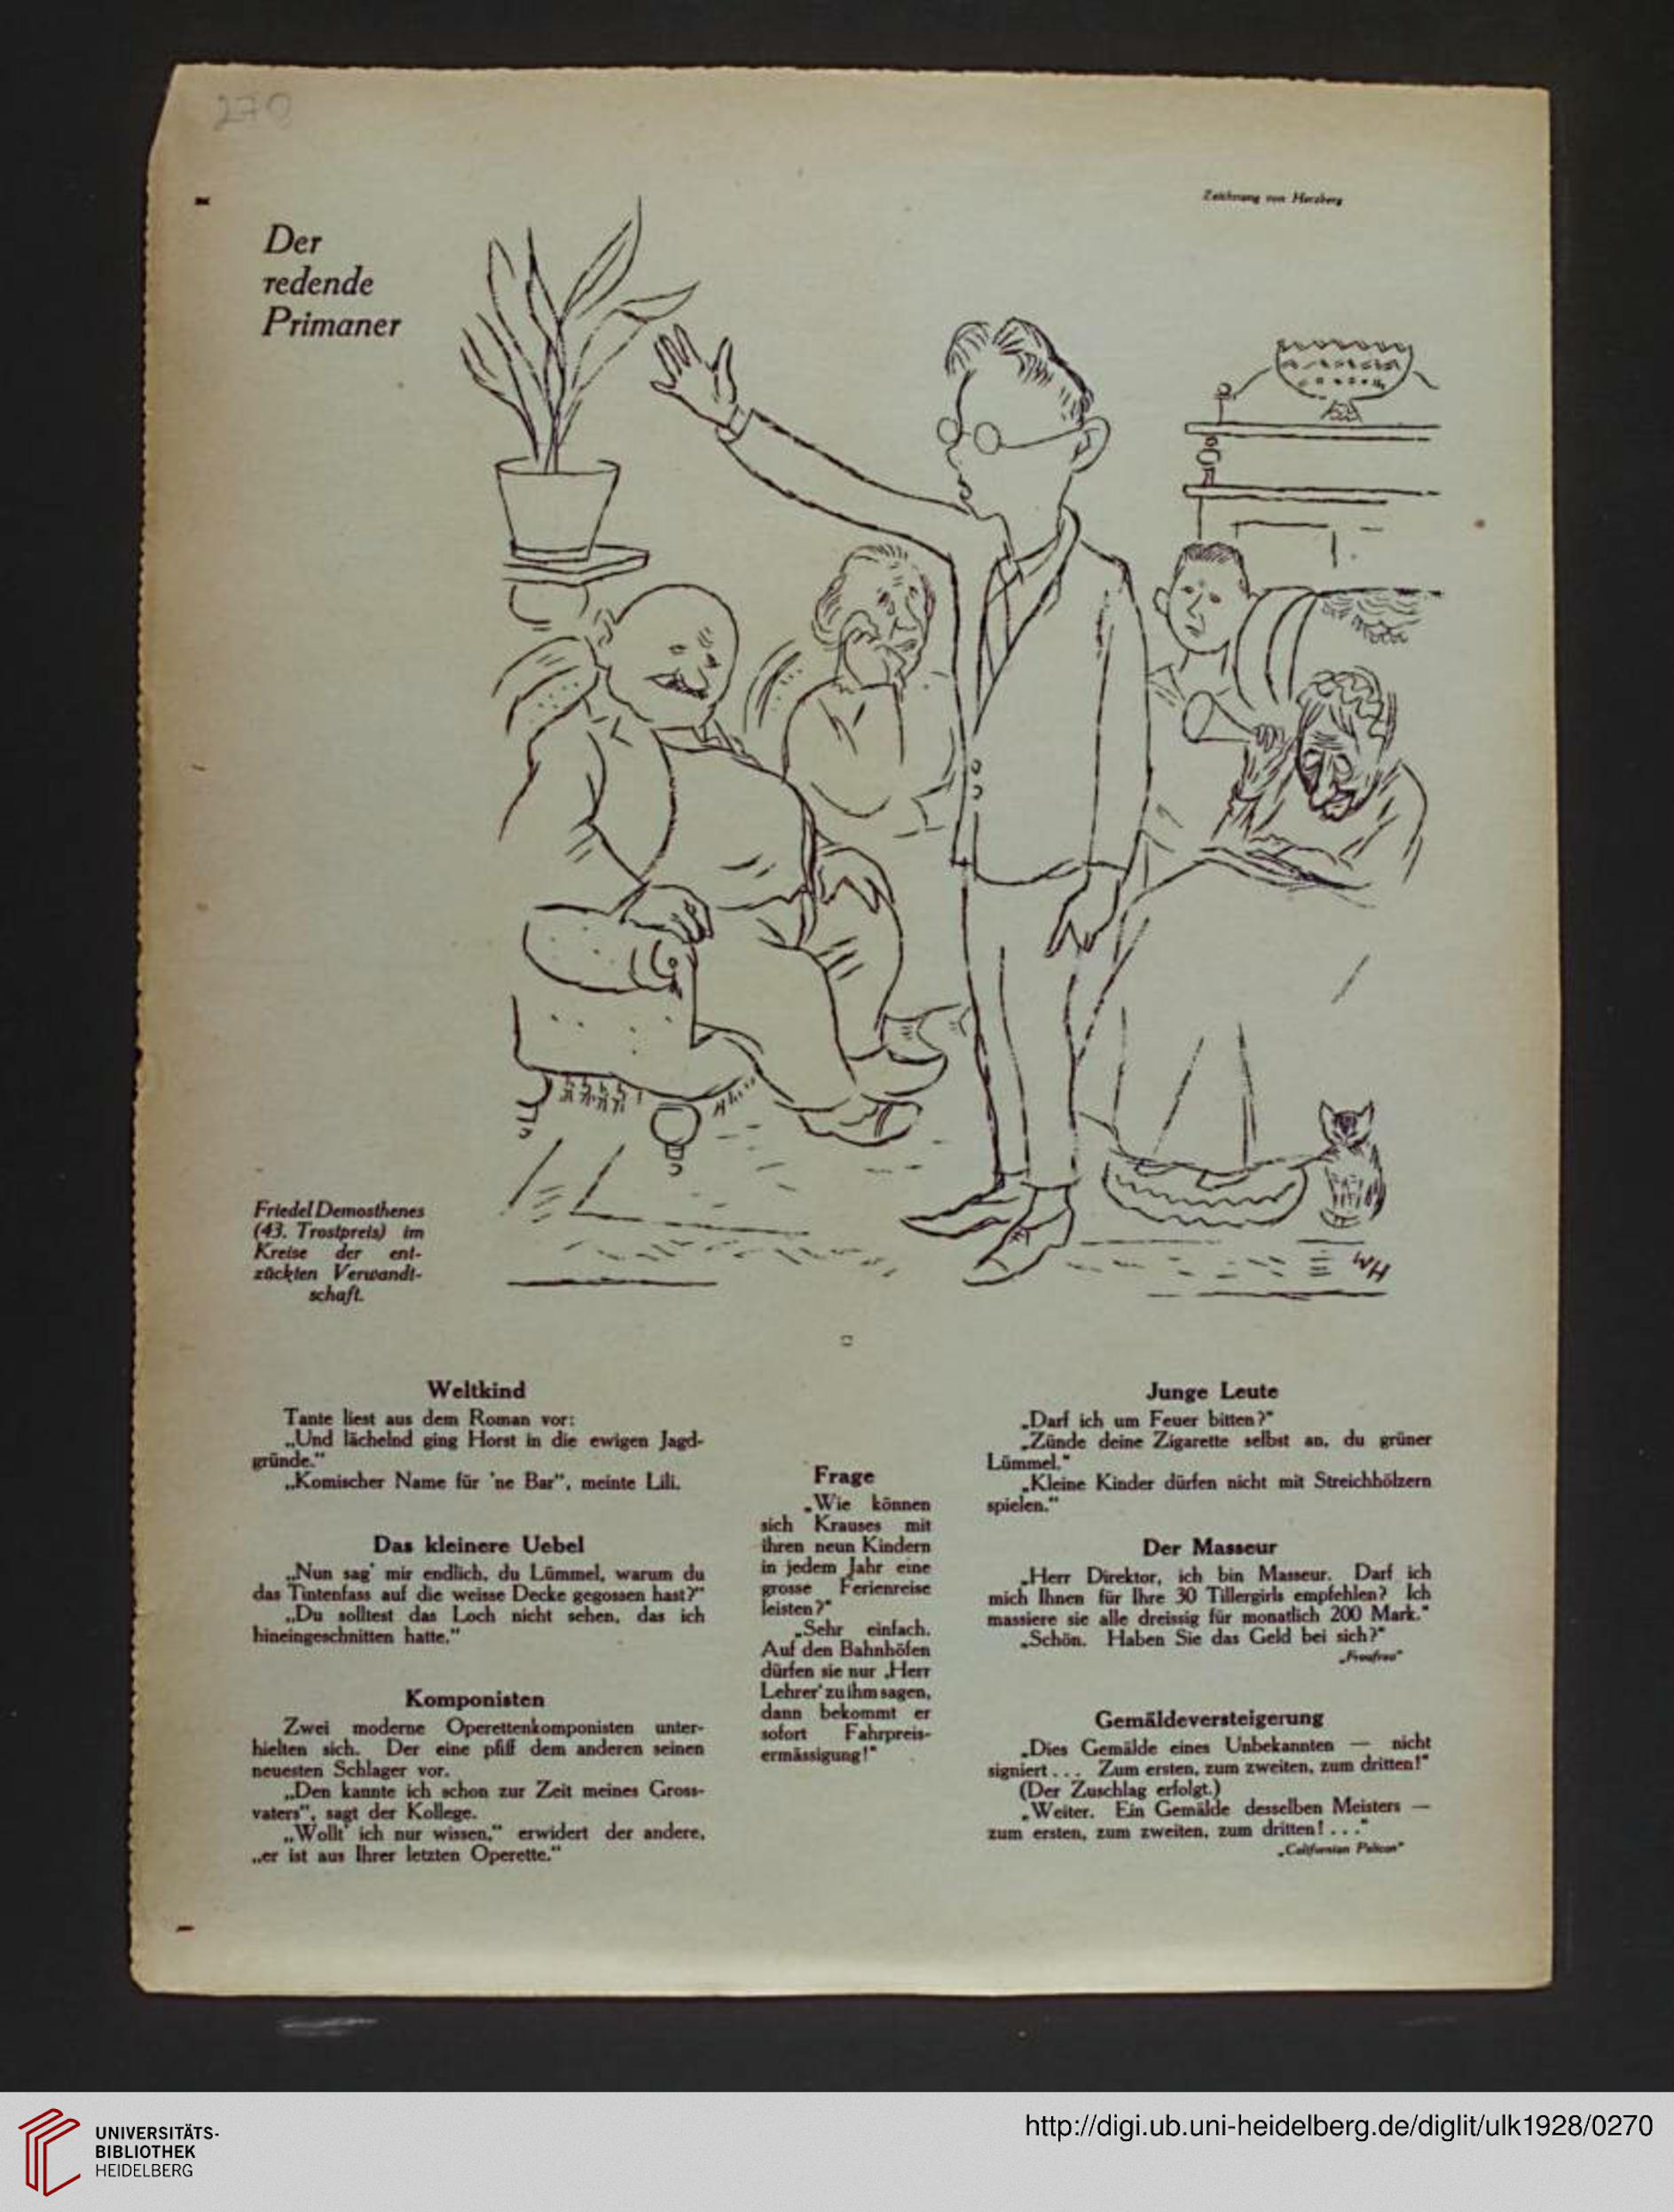 270
Zeichnung von Herzberg
Der
redende
Primaner
Friedel Demosthenes
(43. Trostpreis) im
Kreise der ent-
zückten Verwandt-
schaft.
WH
Weltkind
Tante liest aus dem Roman vor:
„Und lächelnd ging Horst in die ewigen Jagd-
gründe."
„Komischer Name für 'ne Bar", meinte Lili.
Das kleinere Uebel
„Nun sag' mir endlich, du Lümmel, warum du
das Tintenfass auf die weisse Decke gegossen hast?"
„Du solltest das Loch nicht sehen, das ich
hineingeschnitten hatte."
Komponisten
Zwei moderne Operettenkomponisten unter-
hielten sich. Der eine pfiff dem anderen seinen
neuesten Schlager vor.
„Den kannte ich schon zur Zeit meines Gross-
vaters", sagt der Kollege.
„Wollt' ich nur wissen," erwidert der andere,
„er ist aus Ihrer letzten Operette."
Frage
„Wie können
sich Krauses mit
ihren neun Kindern
in jedem Jahr eine
grosse Ferienreise
leisten?"
„Sehr einfach.
Auf den Bahnhöfen
dürfen sie nur ‚Herr
Lehrer' zu ihm sagen,
dann bekommt er
sofort Fahrpreis-
ermässigung!"
Junge Leute
„Darf ich um Feuer bitten?"
„Zünde deine Zigarette selbst an, du grüner
Lümmel."
„Kleine Kinder dürfen nicht mit Streichhölzern
spielen."
Der Masseur
„Herr Direktor, ich bin Masseur. Darf ich
mich Ihnen für Ihre 30 Tillergirls empfehlen? Ich
massiere sie alle dreissig für monatlich 200 Mark."
„Schön. Haben Sie das Geld bei sich?"
„Froufrou"
Gemäldeversteigerung
„Dies Gemälde eines Unbekannten — nicht
signiert . . . Zum ersten, zum zweiten, zum dritten!"
(Der Zuschlag erfolgt.)
„Weiter. Ein Gemälde desselben Meisters —
zum ersten, zum zweiten, zum dritten! . . ."
„Californian Pelican"
UNIVERSITÄTS-
BIBLIOTHEK
HEIDELBERG
http://digi.ub.uni-heidelberg.de/diglit/ulk1928/0270